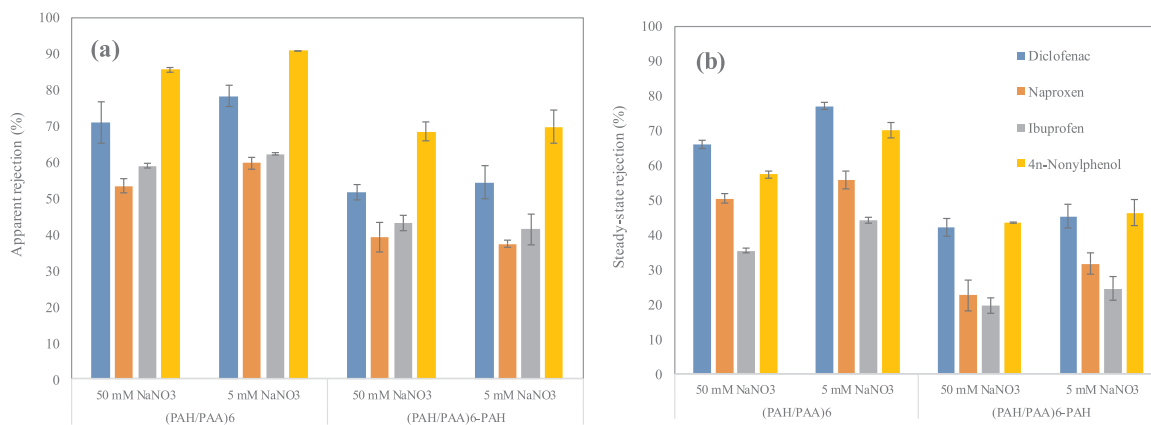 (a)
Apparent rejection (%)
100
90
80
70
60
50
40
30
20
10
0
50 mM NaNO3
5 mM NaNO3
50 mM NaNO3
5 mM NaNO3
(PAH/PAA)6
(PAH/PAA)6-PAH
(b)
Steady-state rejection (%)
100
90
80
70
60
50
40
30
20
10
0
Diclofenac
Naproxen
Ibuprofen
4n-Nonylphenol
50 mM NaNO3
5 mM NaNO3
50 mM NaNO3
5 mM NaNO3
(PAH/PAA)6
(PAH/PAA)6-PAH